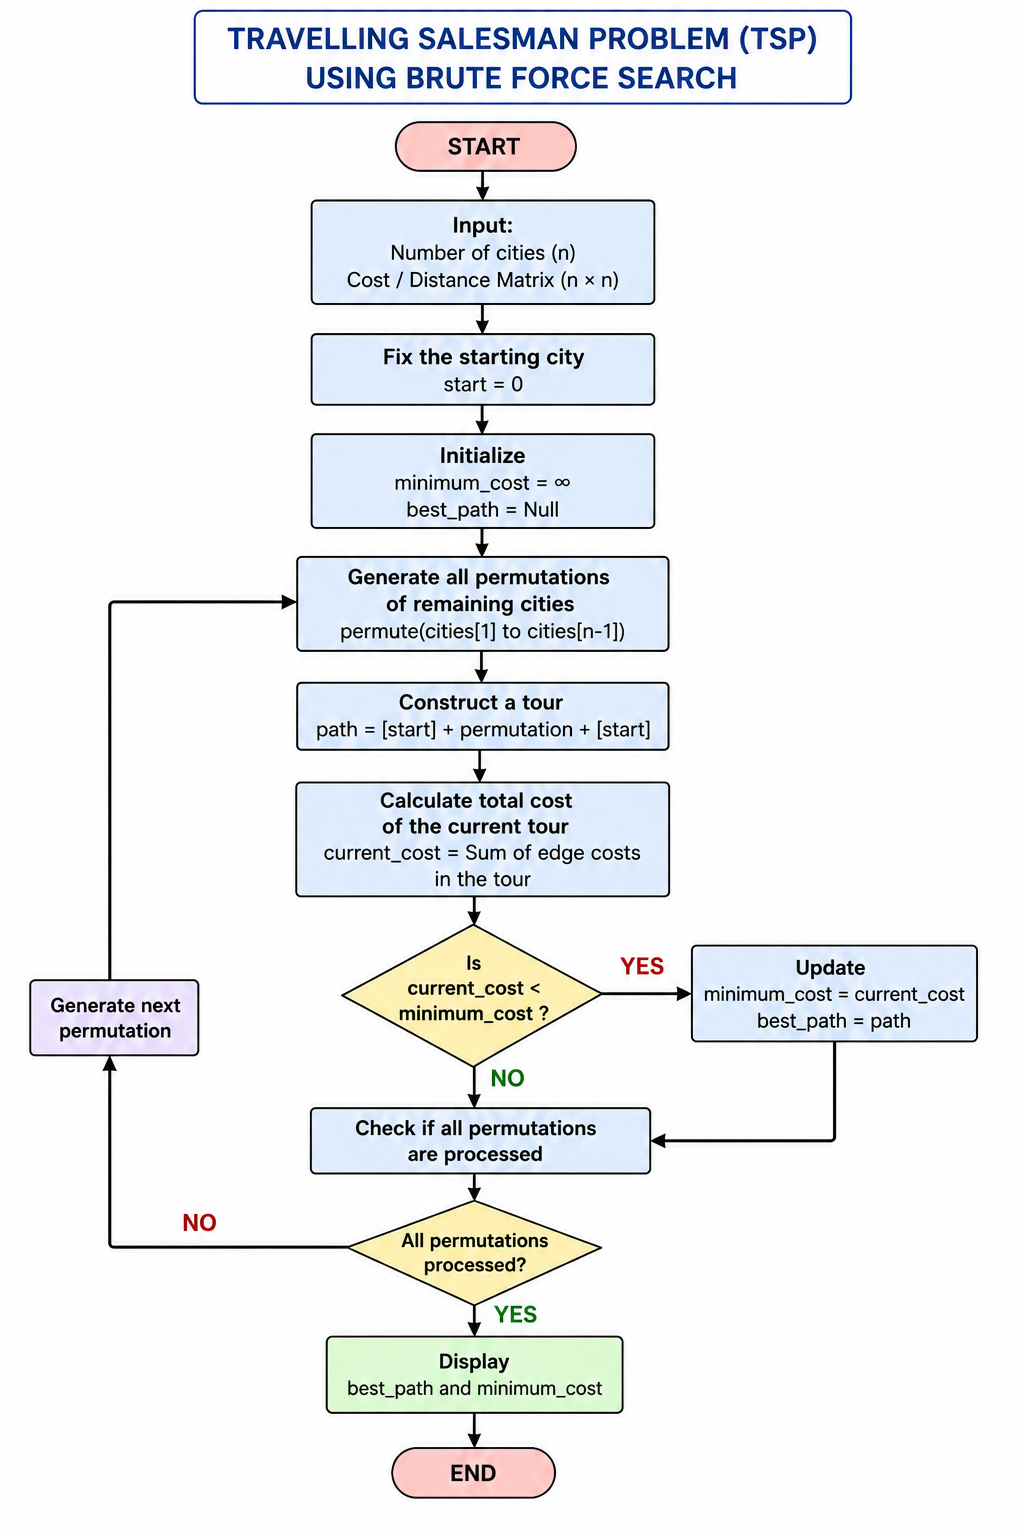 TRAVELLING SALESMAN PROBLEM (TSP)
USING BRUTE FORCE SEARCH
START
Input:
Number of cities (n)
Cost / Distance Matrix (n × n)
Fix the starting city
start = 0
Initialize
minimum_cost = ∞
best_path = Null
Generate all permutations
of remaining cities
permute(cities[1] to cities[n-1])
Construct a tour
path = [start] + permutation + [start]
Calculate total cost
of the current tour
current_cost = Sum of edge costs
in the tour
Is
current_cost <
minimum_cost ?
YES
Update
minimum_cost = current_cost
best_path = path
NO
Generate next
permutation
Check if all permutations
are processed
NO
All permutations
processed?
YES
Display
best_path and minimum_cost
END